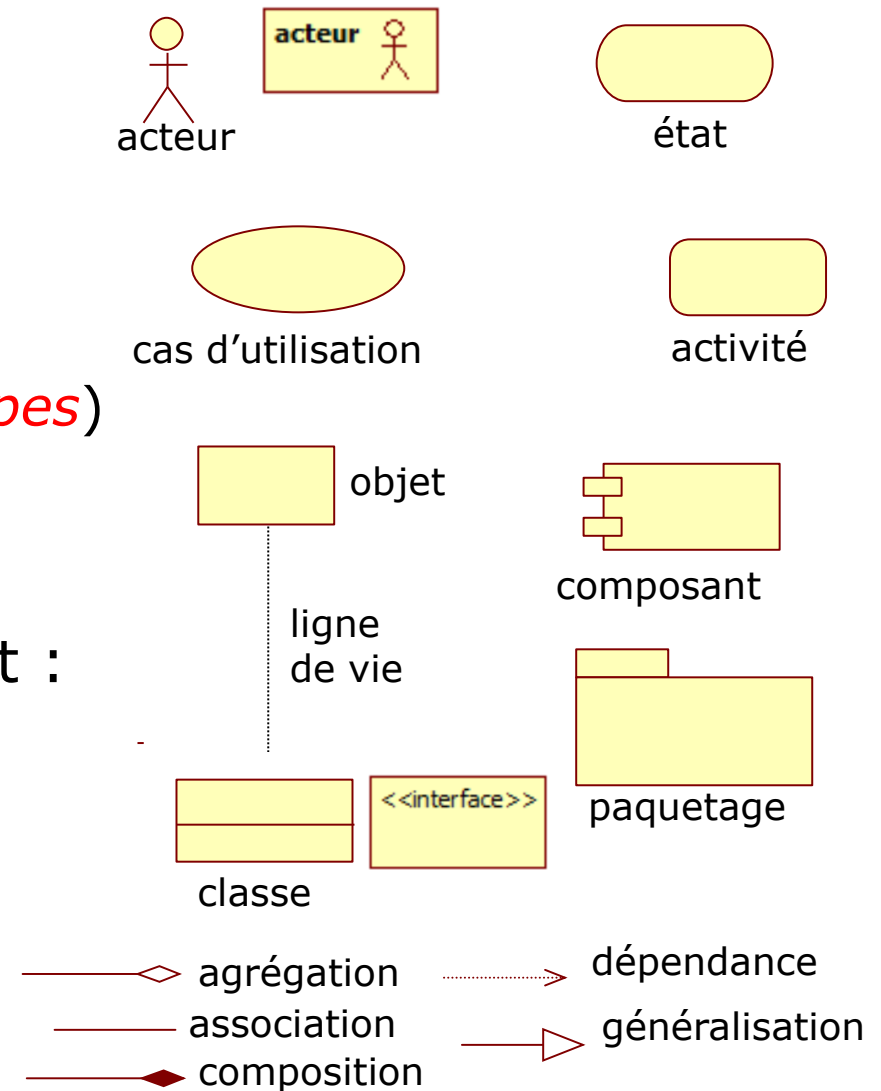 acteur
acteur
état
cas d’utilisation
activité
pes)
objet
composant
ligne
de vie
t :
<<interface>>
paquetage
classe
agrégation
dépendance
association
généralisation
composition